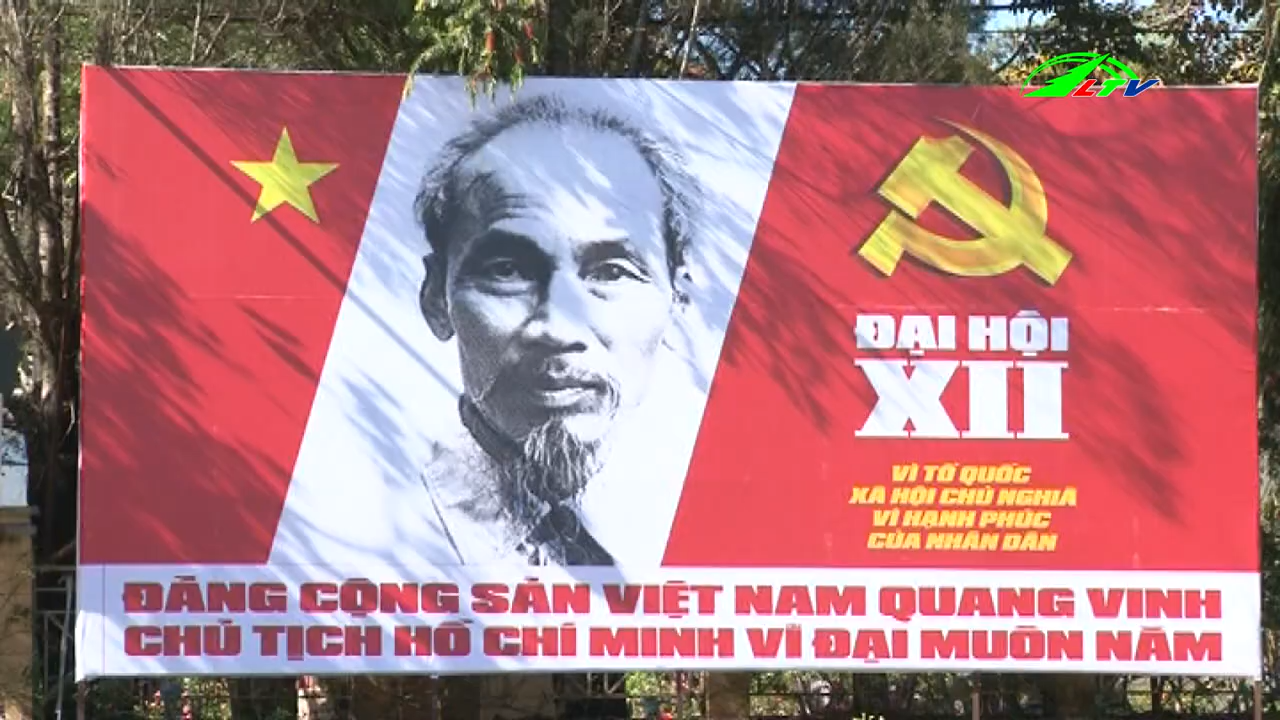 LTV
ĐẠI HỘI
XII
VÌ TỔ QUỐC
XÃ HỘI CHỦ NGHĨA
VÌ HẠNH PHÚC
CỦA NHÂN DÂN
ĐẢNG CỘNG SẢN VIỆT NAM QUANG VINH
CHỦ TỊCH HỒ CHÍ MINH VĨ ĐẠI MUÔN NĂM